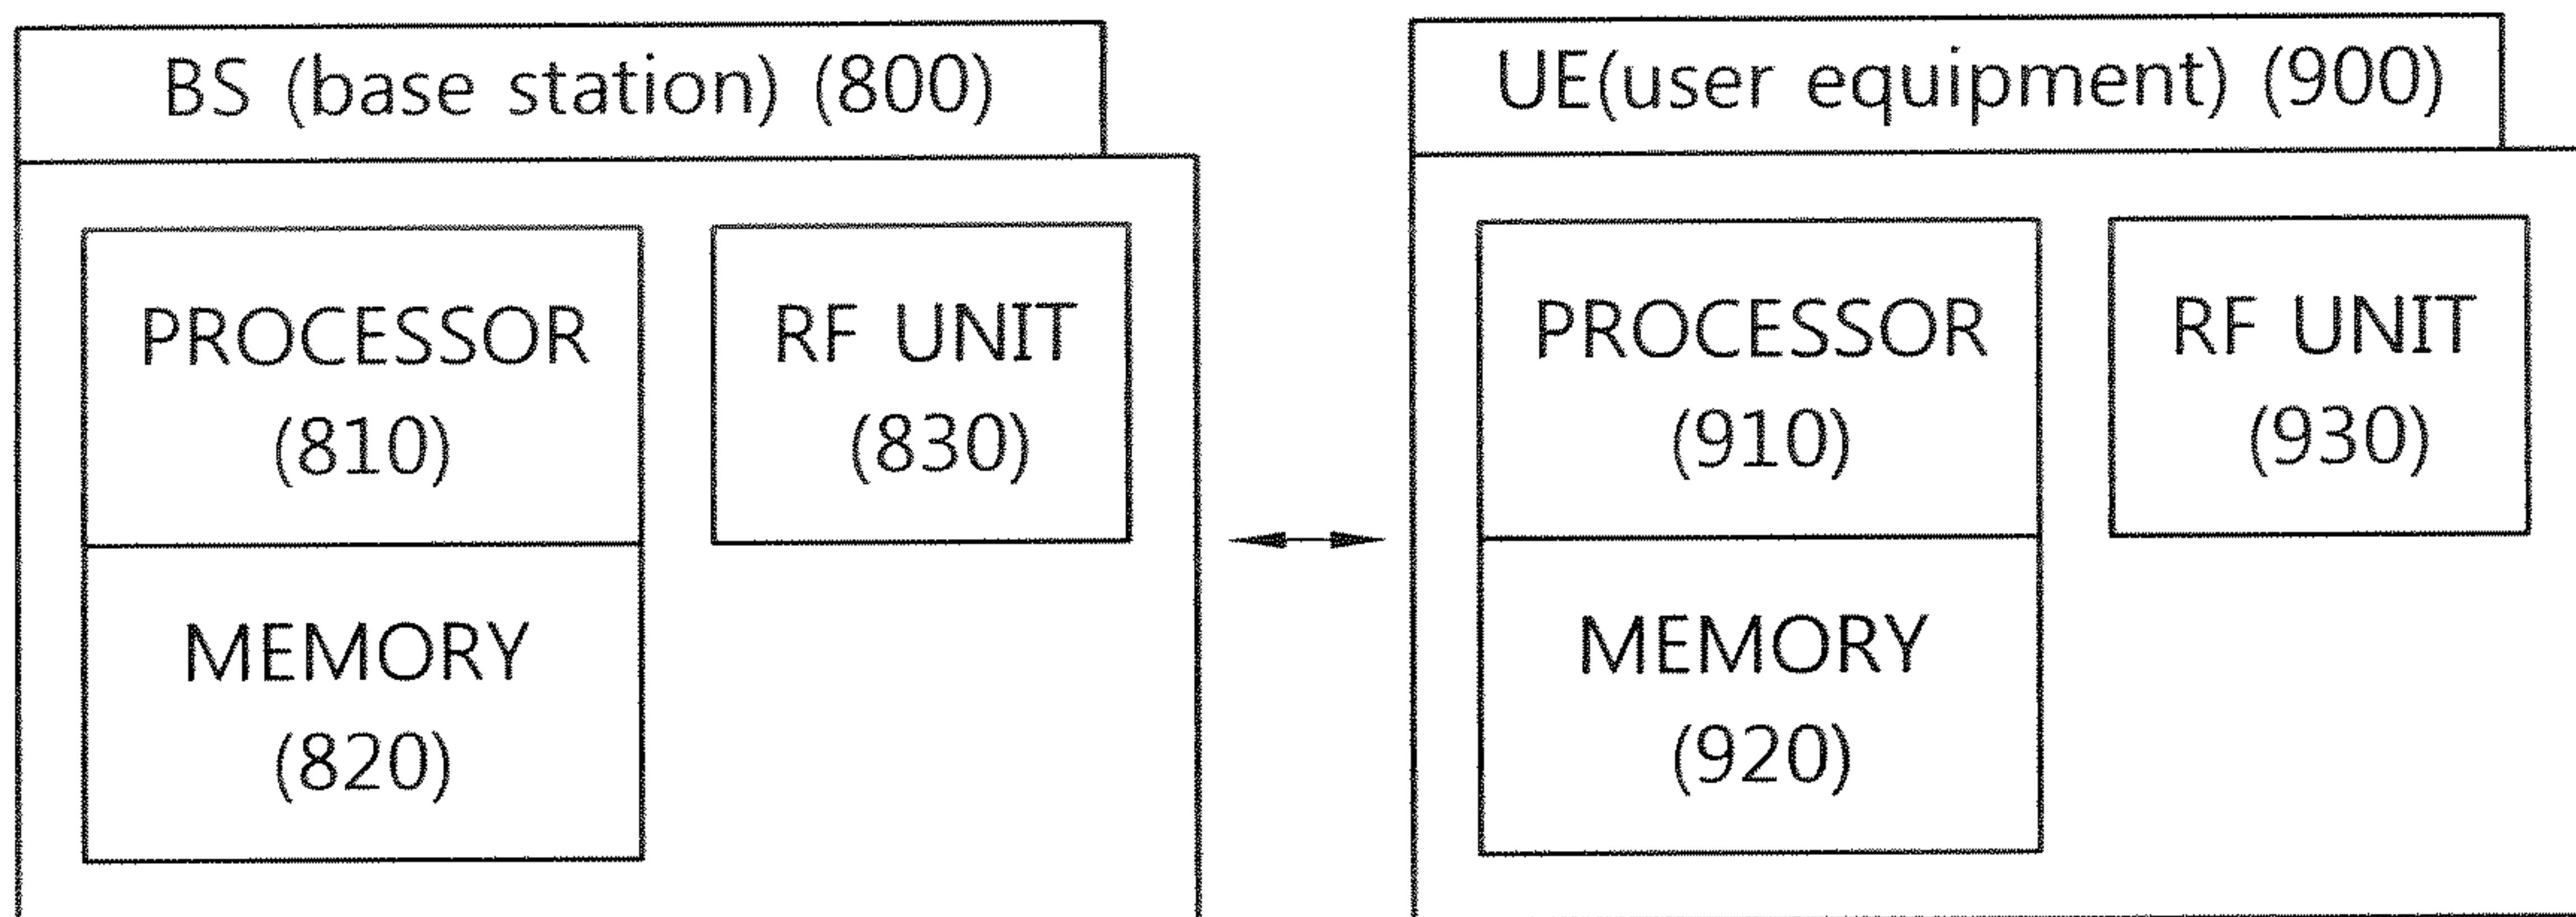 BS (base station) (800)
PROCESSOR
(810)
RF UNIT
(830)
MEMORY
(820)
UE(user equipment) (900)
PROCESSOR
(910)
RF UNIT
(930)
MEMORY
(920)